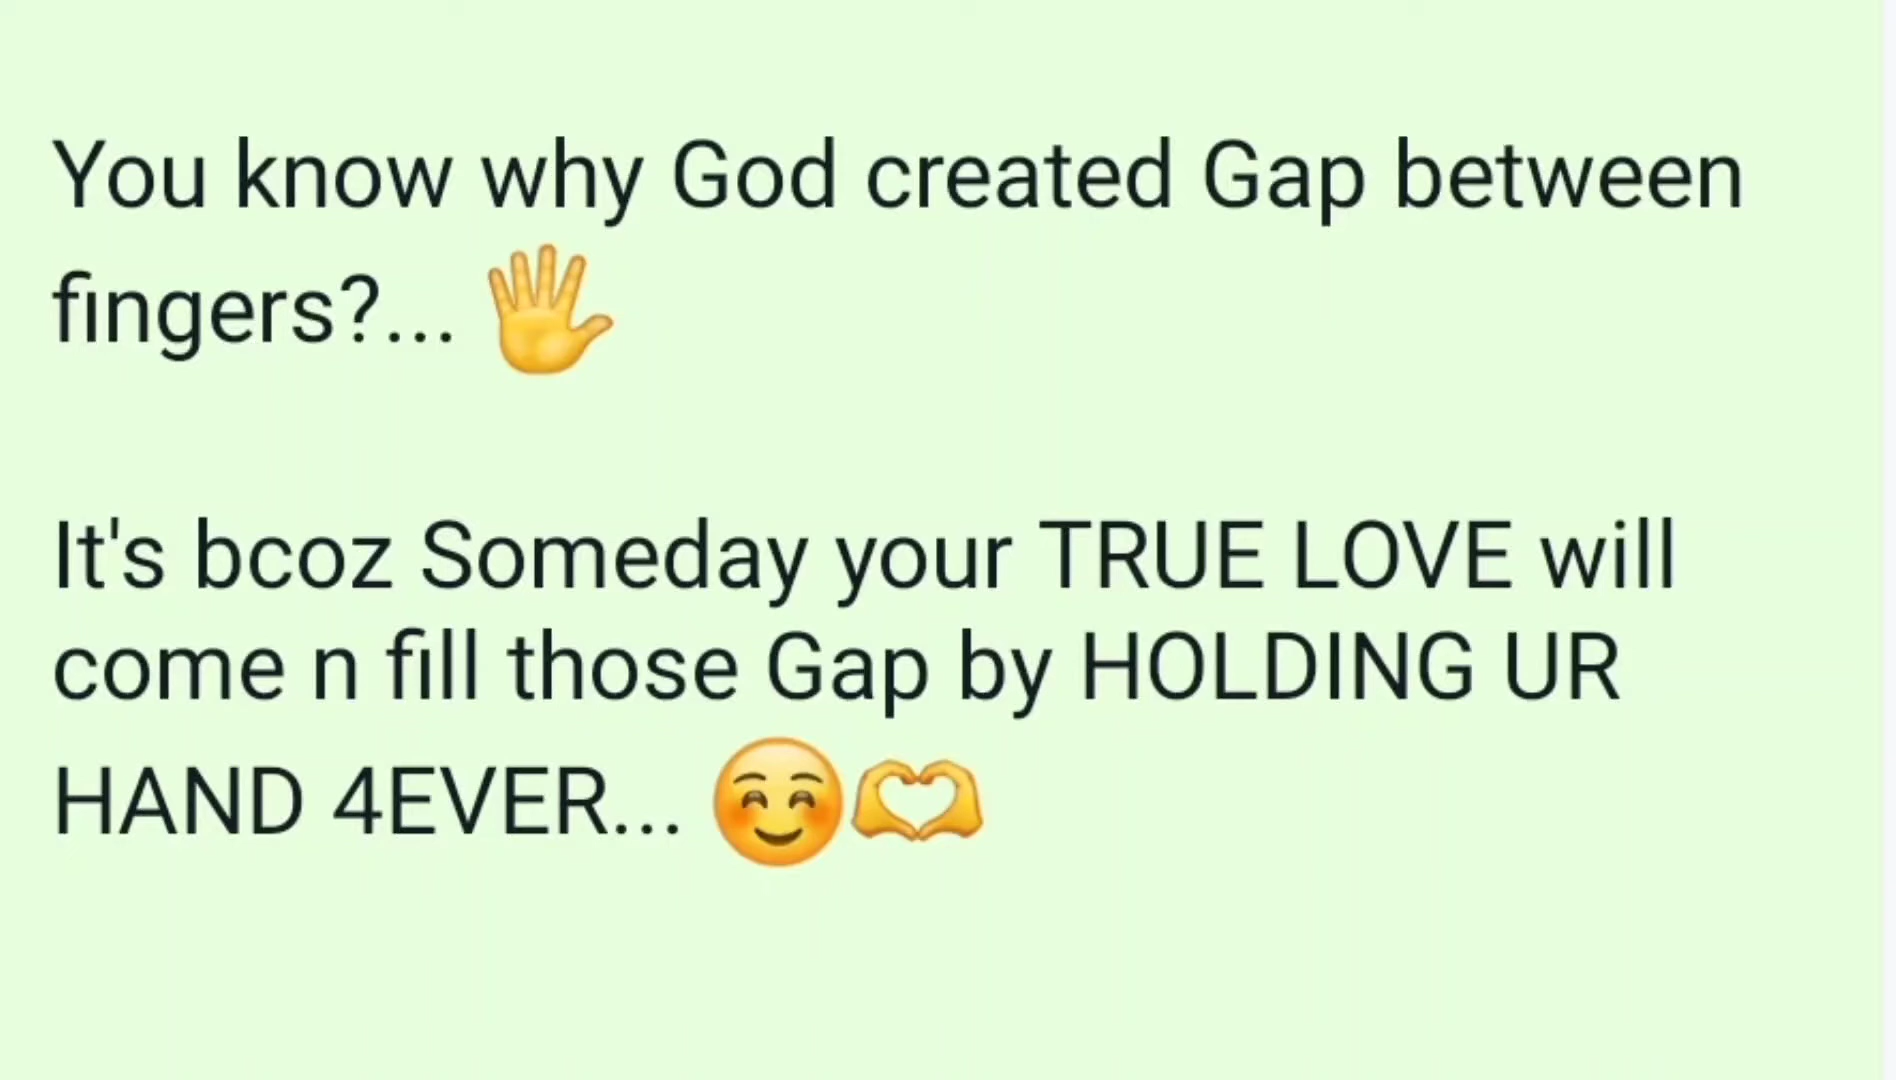 You know why God created Gap between
fingers?... 🖐️
It's bcoz Someday your TRUE LOVE will
come n fill those Gap by HOLDING UR
HAND 4EVER... ☺️🫶